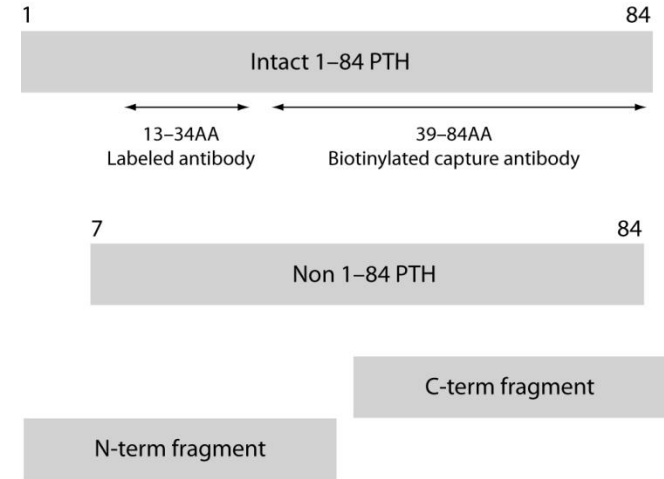 1 84
Intact 1–84 PTH
13–34AA 39–84AA
Labeled antibody Biotinylated capture antibody
7 84
Non 1–84 PTH
C-term fragment
N-term fragment